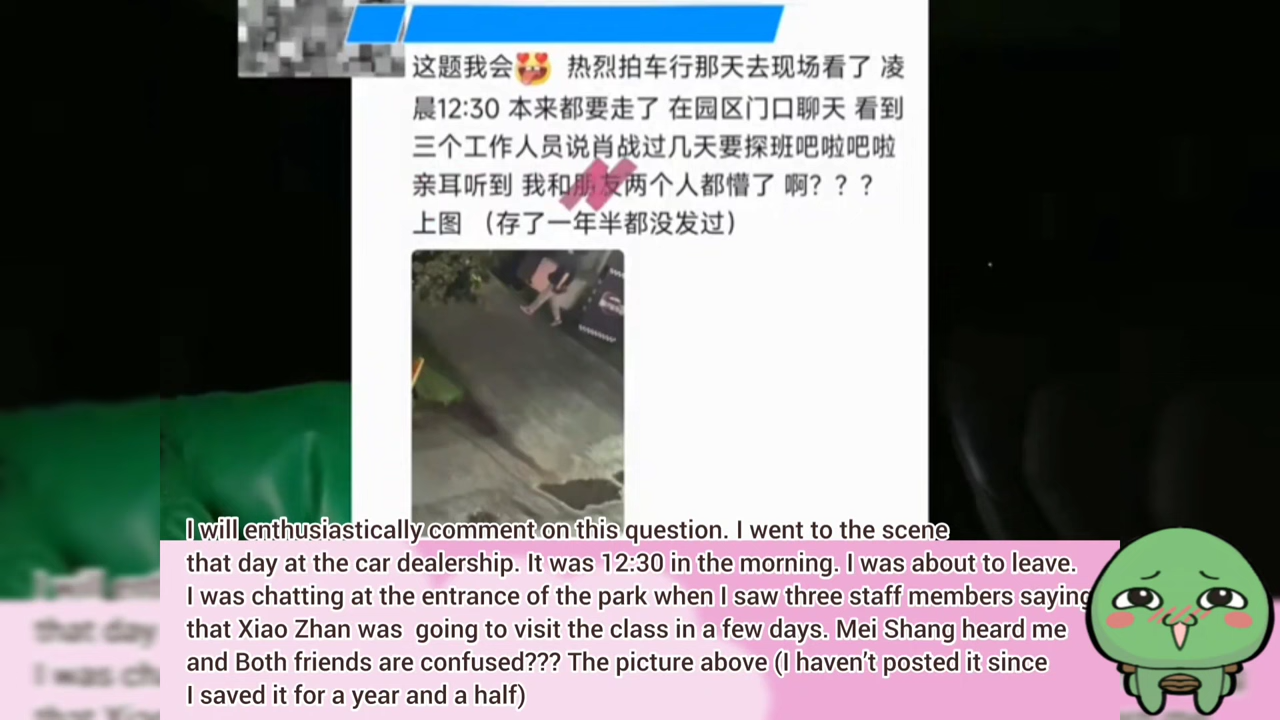 这题我会😍 热烈拍车行那天去现场看了 凌
晨12:30 本来都要走了 在园区门口聊天 看到
三个工作人员说肖战过几天要探班吧啦吧啦
亲耳听到 我和朋友两个人都懵了 啊？？？
上图 （存了一年半都没发过）
I will enthusiastically comment on this question. I went to the scene
that day at the car dealership. It was 12:30 in the morning. I was about to leave.
I was chatting at the entrance of the park when I saw three staff members saying
that Xiao Zhan was going to visit the class in a few days. Mei Shang heard me
and Both friends are confused??? The picture above (I haven't posted it since
I saved it for a year and a half)